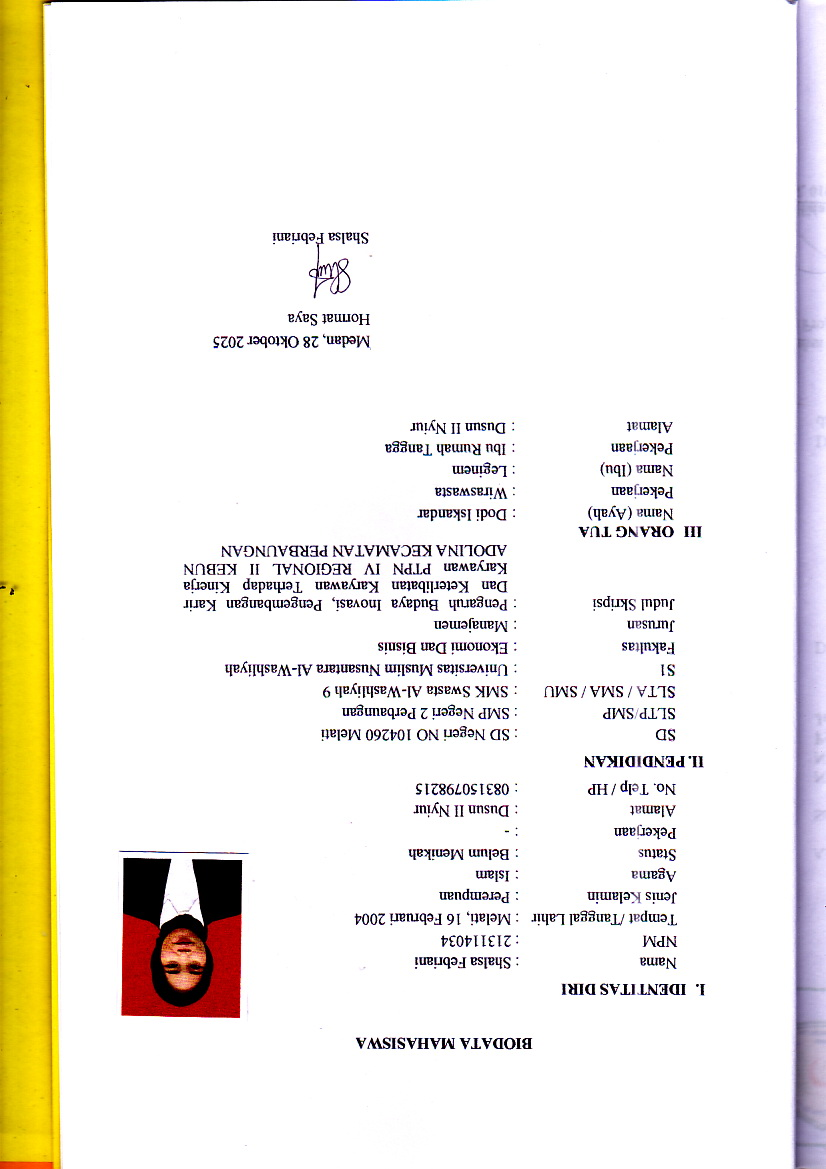 BIODATA MAHASISWA
I. IDENTITAS DIRI
Nama : Shalsa Febriani
NPM : 213114034
Tempat /Tanggal Lahir : Melati, 16 Februari 2004
Jenis Kelamin : Perempuan
Agama : Islam
Status : Belum Menikah
Pekerjaan : -
Alamat : Dusun II Nyiur
No. Telp / HP : 083150798215
II. PENDIDIKAN
SD : SD Negeri NO 104260 Melati
SLTP/SMP : SMP Negeri 2 Perbaungan
SLTA / SMA / SMU : SMK Swasta Al-Washliyah 9
S1 : Universitas Muslim Nusantara Al-Washliyah
Fakultas : Ekonomi Dan Bisnis
Jurusan : Manajemen
Judul Skripsi : Pengaruh Budaya Inovasi, Pengembangan Karir
Dan Keterlibatan Karyawan Terhadap Kinerja
Karyawan PTPN IV REGIONAL II KEBUN
ADOLINA KECAMATAN PERBAUNGAN
III ORANG TUA
Nama (Ayah) : Dodi Iskandar
Pekerjaan : Wiraswasta
Nama (Ibu) : Leginem
Pekerjaan : Ibu Rumah Tangga
Alamat : Dusun II Nyiur
Medan, 28 Oktober 2025
Hormat Saya
Shalsa Febriani